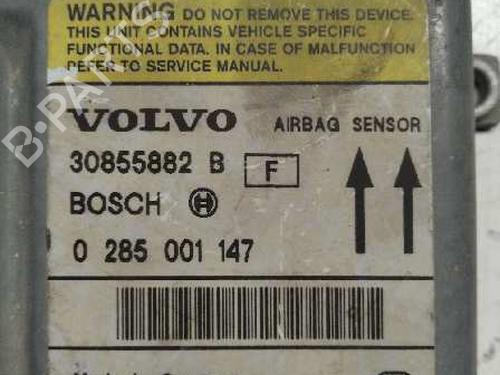 WARNING DO NOT REMOVE THIS DEVICE.
THIS UNIT CONTAINS VEHICLE SPECIFIC
FUNCTIONAL DATA. IN CASE OF MALFUNCTION
REFER TO SERVICE MANUAL.
VOLVO AIRBAG SENSOR
30855882 B F
BOSCH
0 285 001 147
B-PARTS